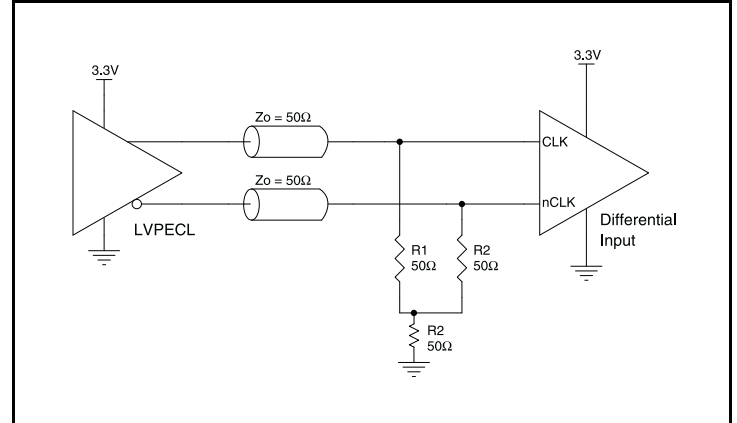 3.3V
3.3V
Zo = 50Ω
CLK
Zo = 50Ω
nCLK
LVPECL
Differential
Input
R1
50Ω
R2
50Ω
R2
50Ω